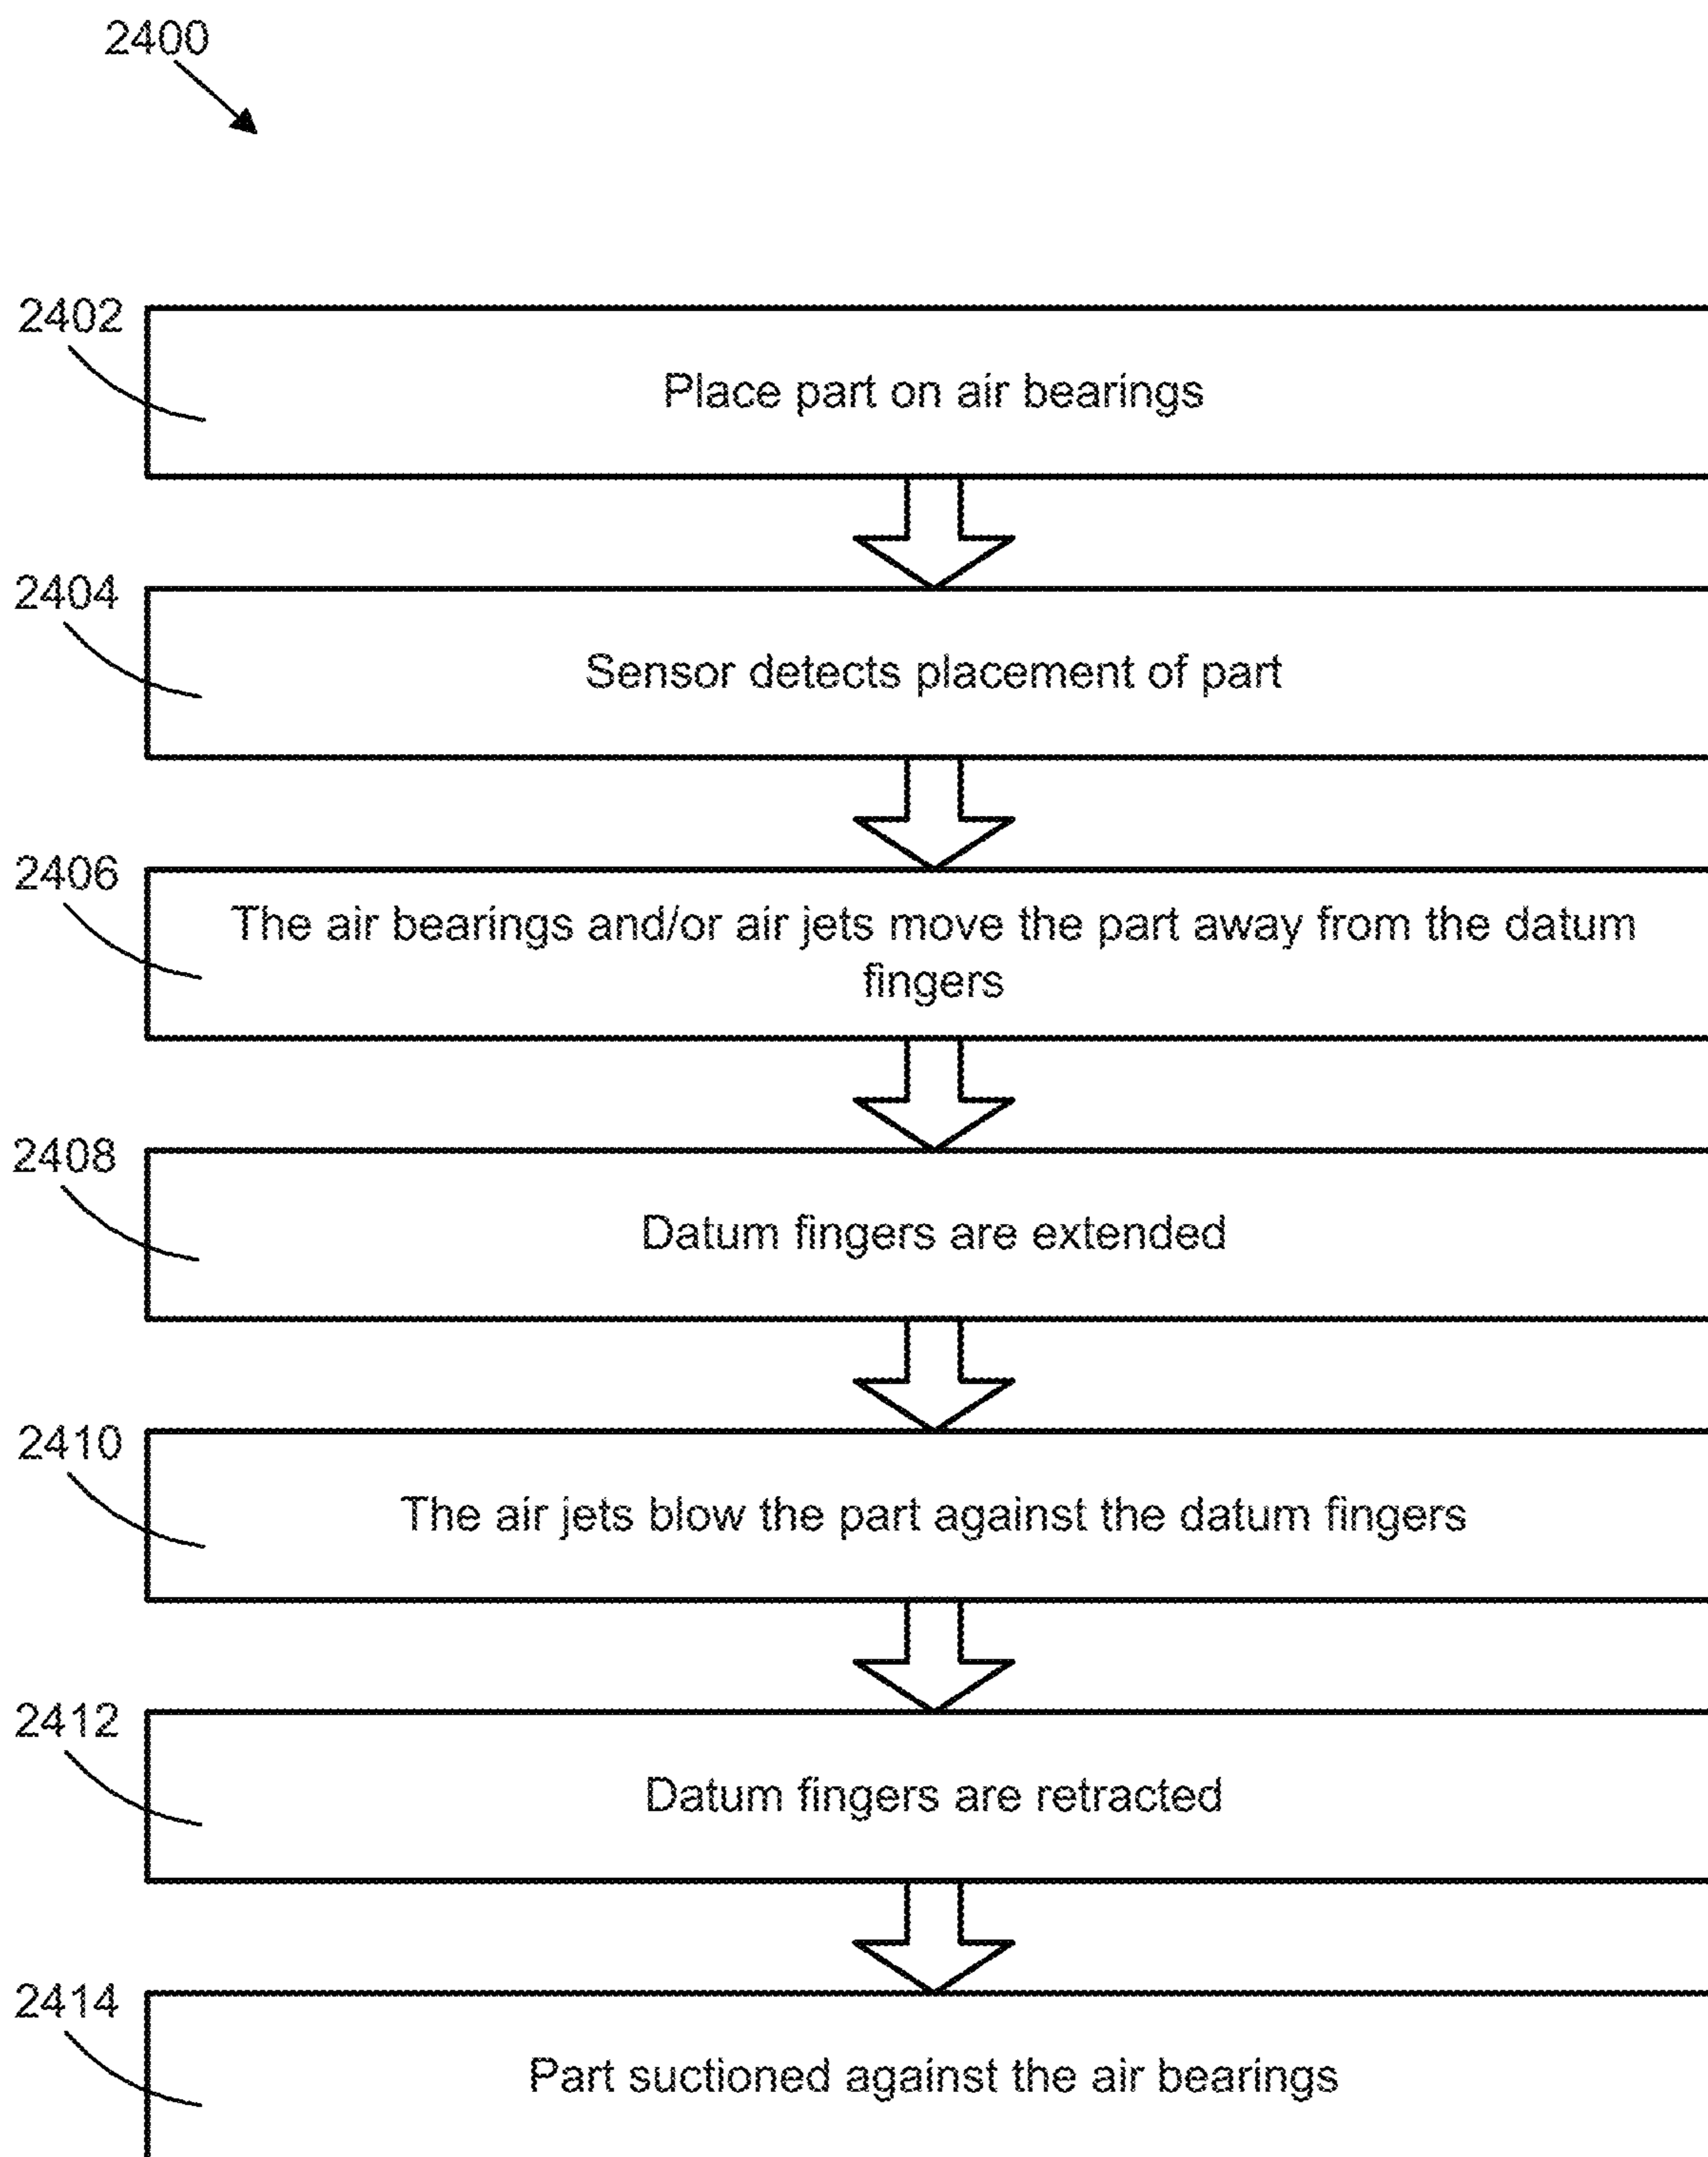 2400
2402
Place part on air bearings
2404
Sensor detects placement of part
2406
The air bearings and/or air jets move the part away from the datum
fingers
2408
Datum fingers are extended
2410
The air jets blow the part against the datum fingers
2412
Datum fingers are retracted
2414
Part suctioned against the air bearings